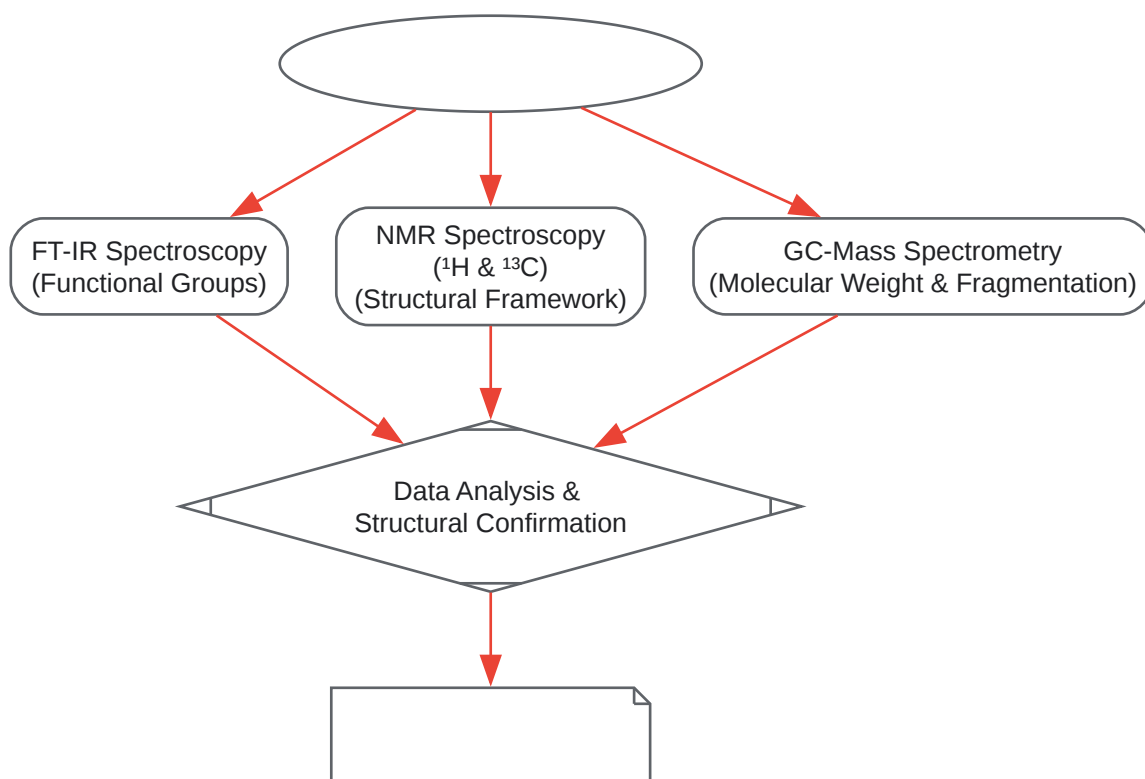 FT-IR Spectroscopy
(Functional Groups)
NMR Spectroscopy
(¹H & ¹³C)
(Structural Framework)
GC-Mass Spectrometry
(Molecular Weight & Fragmentation)
Data Analysis &
Structural Confirmation